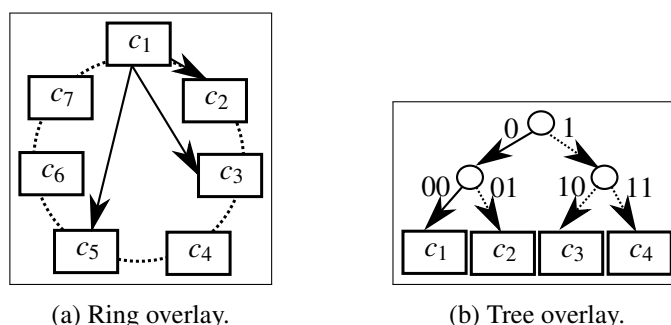 c1
c7
c2
c6
c3
c5
c4
(a) Ring overlay.
0 1
00 01 10 11
c1 c2 c3 c4
(b) Tree overlay.